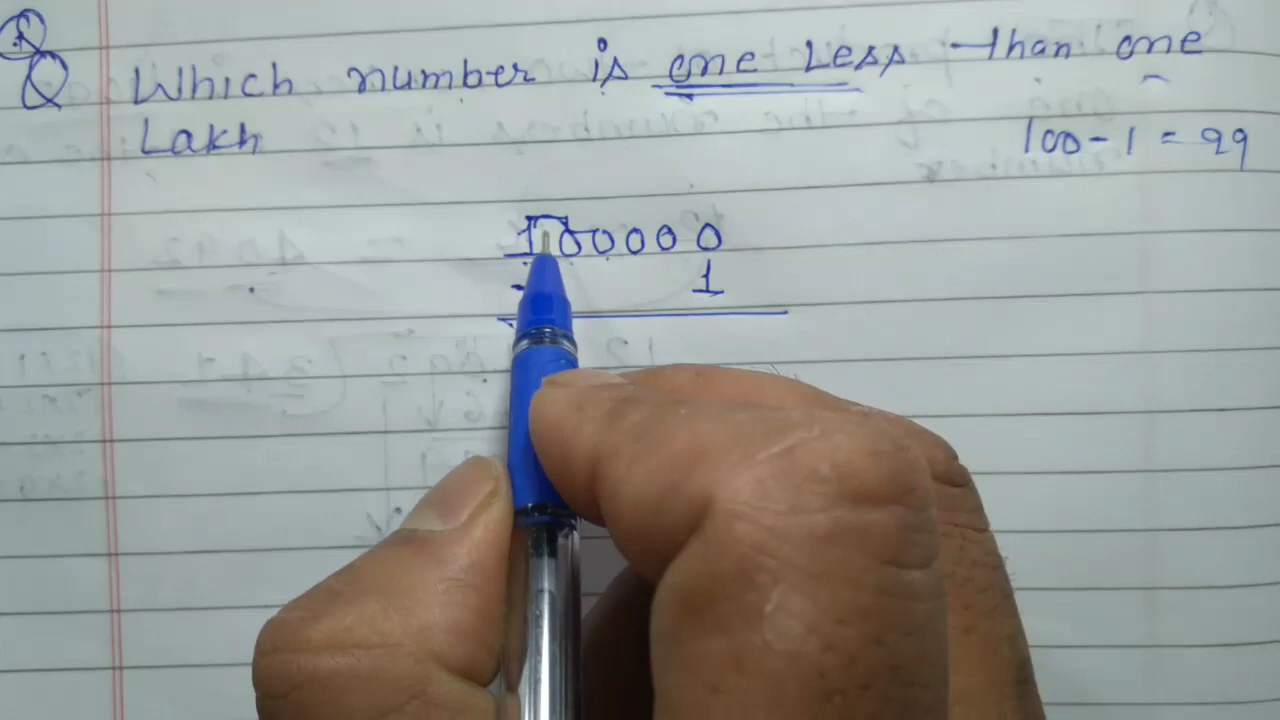 Q Which number is one Less than one
Lakh
100 - 1 = 99
100000
- 1